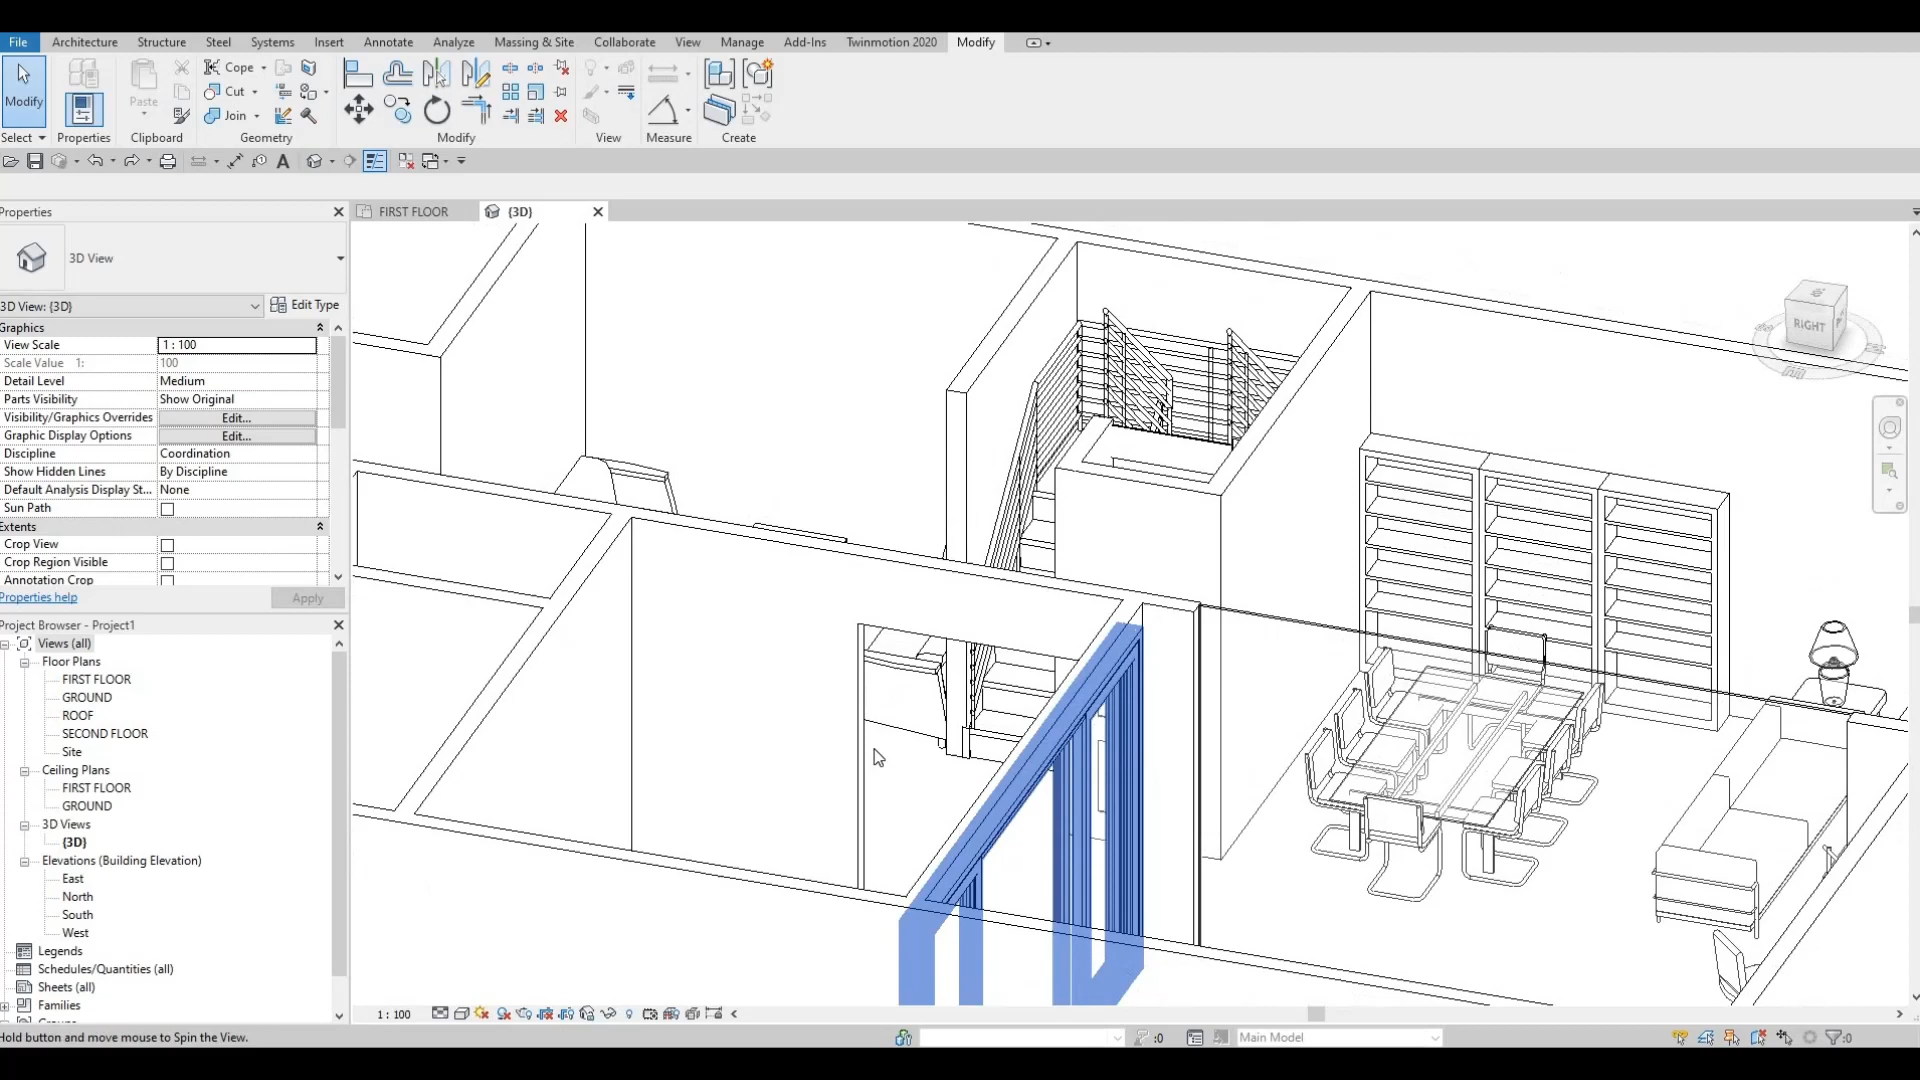 File Architecture Structure Steel Systems Insert Annotate Analyze Massing & Site Collaborate View Manage Add-Ins Twinmotion 2020 Modify
Cope
Modify Paste Cut
Join
Select Properties Clipboard Geometry Modify View Measure Create
A
Properties
FIRST FLOOR {3D}
3D View
3D View: {3D} Edit Type
Graphics
View Scale 1 : 100
Scale Value 1: 100
Detail Level Medium
Parts Visibility Show Original
Visibility/Graphics Overrides Edit...
Graphic Display Options Edit...
Discipline Coordination
Show Hidden Lines By Discipline
Default Analysis Display St... None
Sun Path
Extents
Crop View
Crop Region Visible
Annotation Crop
Properties help Apply
Project Browser - Project1
Views (all)
Floor Plans
FIRST FLOOR
GROUND
ROOF
SECOND FLOOR
Site
Ceiling Plans
FIRST FLOOR
GROUND
3D Views
{3D}
Elevations (Building Elevation)
East
North
South
West
Legends
Schedules/Quantities (all)
Sheets (all)
Families
RIGHT
1 : 100
Hold button and move mouse to Spin the View.
:0 Main Model :0